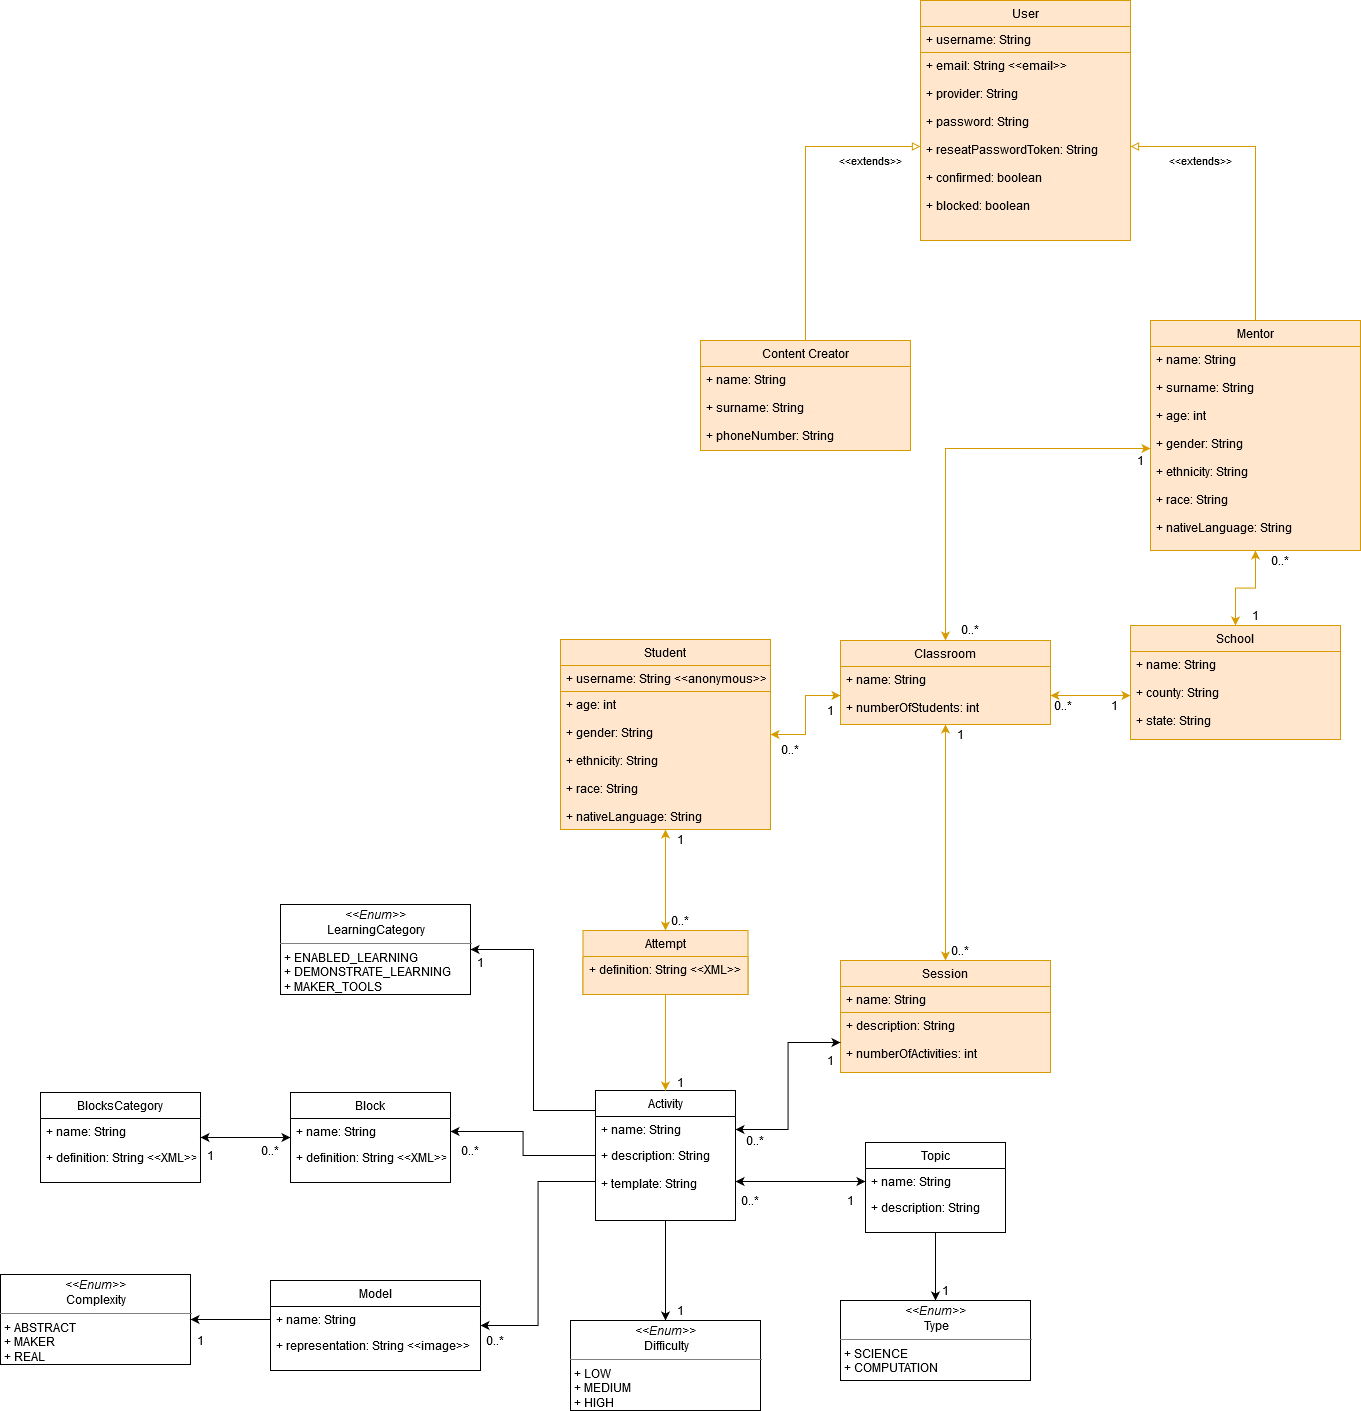 User
+ username: String
+ email: String <<email>>
+ provider: String
+ password: String
+ reseatPasswordToken: String
+ confirmed: boolean
+ blocked: boolean
<<extends>>
<<extends>>
Content Creator
+ name: String
+ surname: String
+ phoneNumber: String
Mentor
+ name: String
+ surname: String
+ age: int
+ gender: String
+ ethnicity: String
+ race: String
+ nativeLanguage: String
1
0..*
0..*
1
Student
+ username: String <<anonymous>>
+ age: int
+ gender: String
+ ethnicity: String
+ race: String
+ nativeLanguage: String
Classroom
+ name: String
+ numberOfStudents: int
School
+ name: String
+ county: String
+ state: String
1
0..*
0..*
1
1
0..*
1
0..*
<<Enum>>
LearningCategory
+ ENABLED_LEARNING
+ DEMONSTRATE_LEARNING
+ MAKER_TOOLS
1
Attempt
+ definition: String <<XML>>
Session
+ name: String
+ description: String
+ numberOfActivities: int
1
1
0..*
BlocksCategory
+ name: String
+ definition: String <<XML>>
1
0..*
Block
+ name: String
+ definition: String <<XML>>
0..*
Activity
+ name: String
+ description: String
+ template: String
0..*
1
Topic
+ name: String
+ description: String
1
<<Enum>>
Complexity
+ ABSTRACT
+ MAKER
+ REAL
1
Model
+ name: String
+ representation: String <<image>>
0..*
1
<<Enum>>
Difficulty
+ LOW
+ MEDIUM
+ HIGH
<<Enum>>
Type
+ SCIENCE
+ COMPUTATION